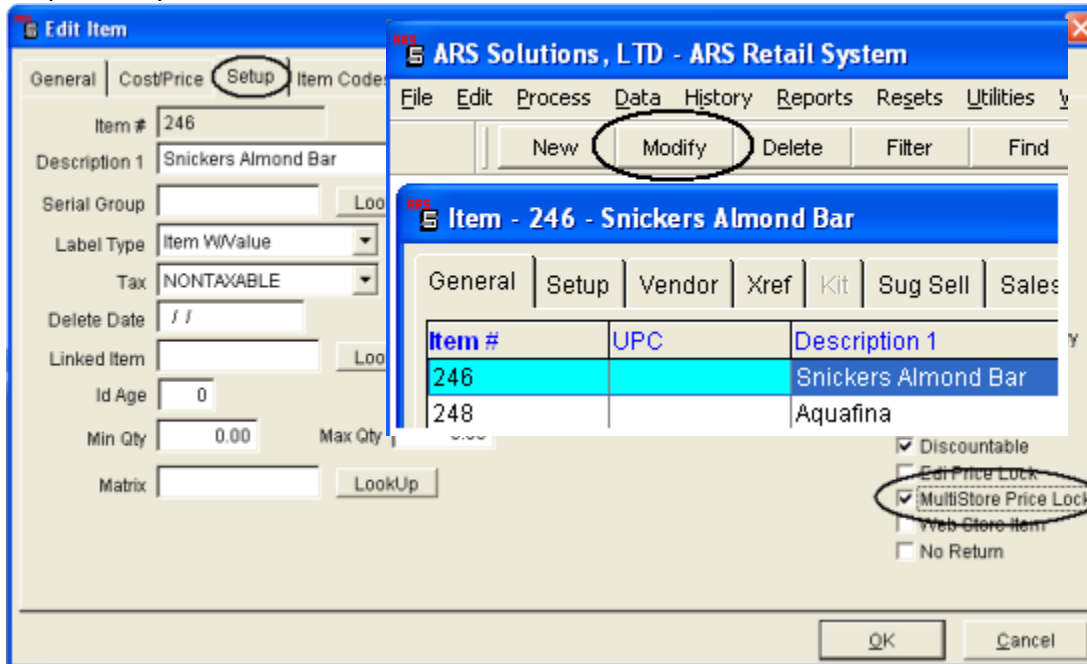 Edit Item
General Cost/Price Setup Item Codes
Item # 246
Description 1 Snickers Almond Bar
Serial Group Loo
Label Type Item W/Value
Tax NONTAXABLE
Delete Date / /
Linked Item Loo
Id Age 0
Min Qty 0.00 Max Qty
Matrix LookUp
ARS
ARS Solutions, LTD - ARS Retail System
File Edit Process Data History Reports Resets Utilities
New Modify Delete Filter Find
ARS
Item - 246 - Snickers Almond Bar
General Setup Vendor Xref Kit Sug Sell Sales
Item # UPC Description 1
246 Snickers Almond Bar
248 Aquafina
Discountable
Edi Price Lock
MultiStore Price Lock
Web Store Item
No Return
OK Cancel